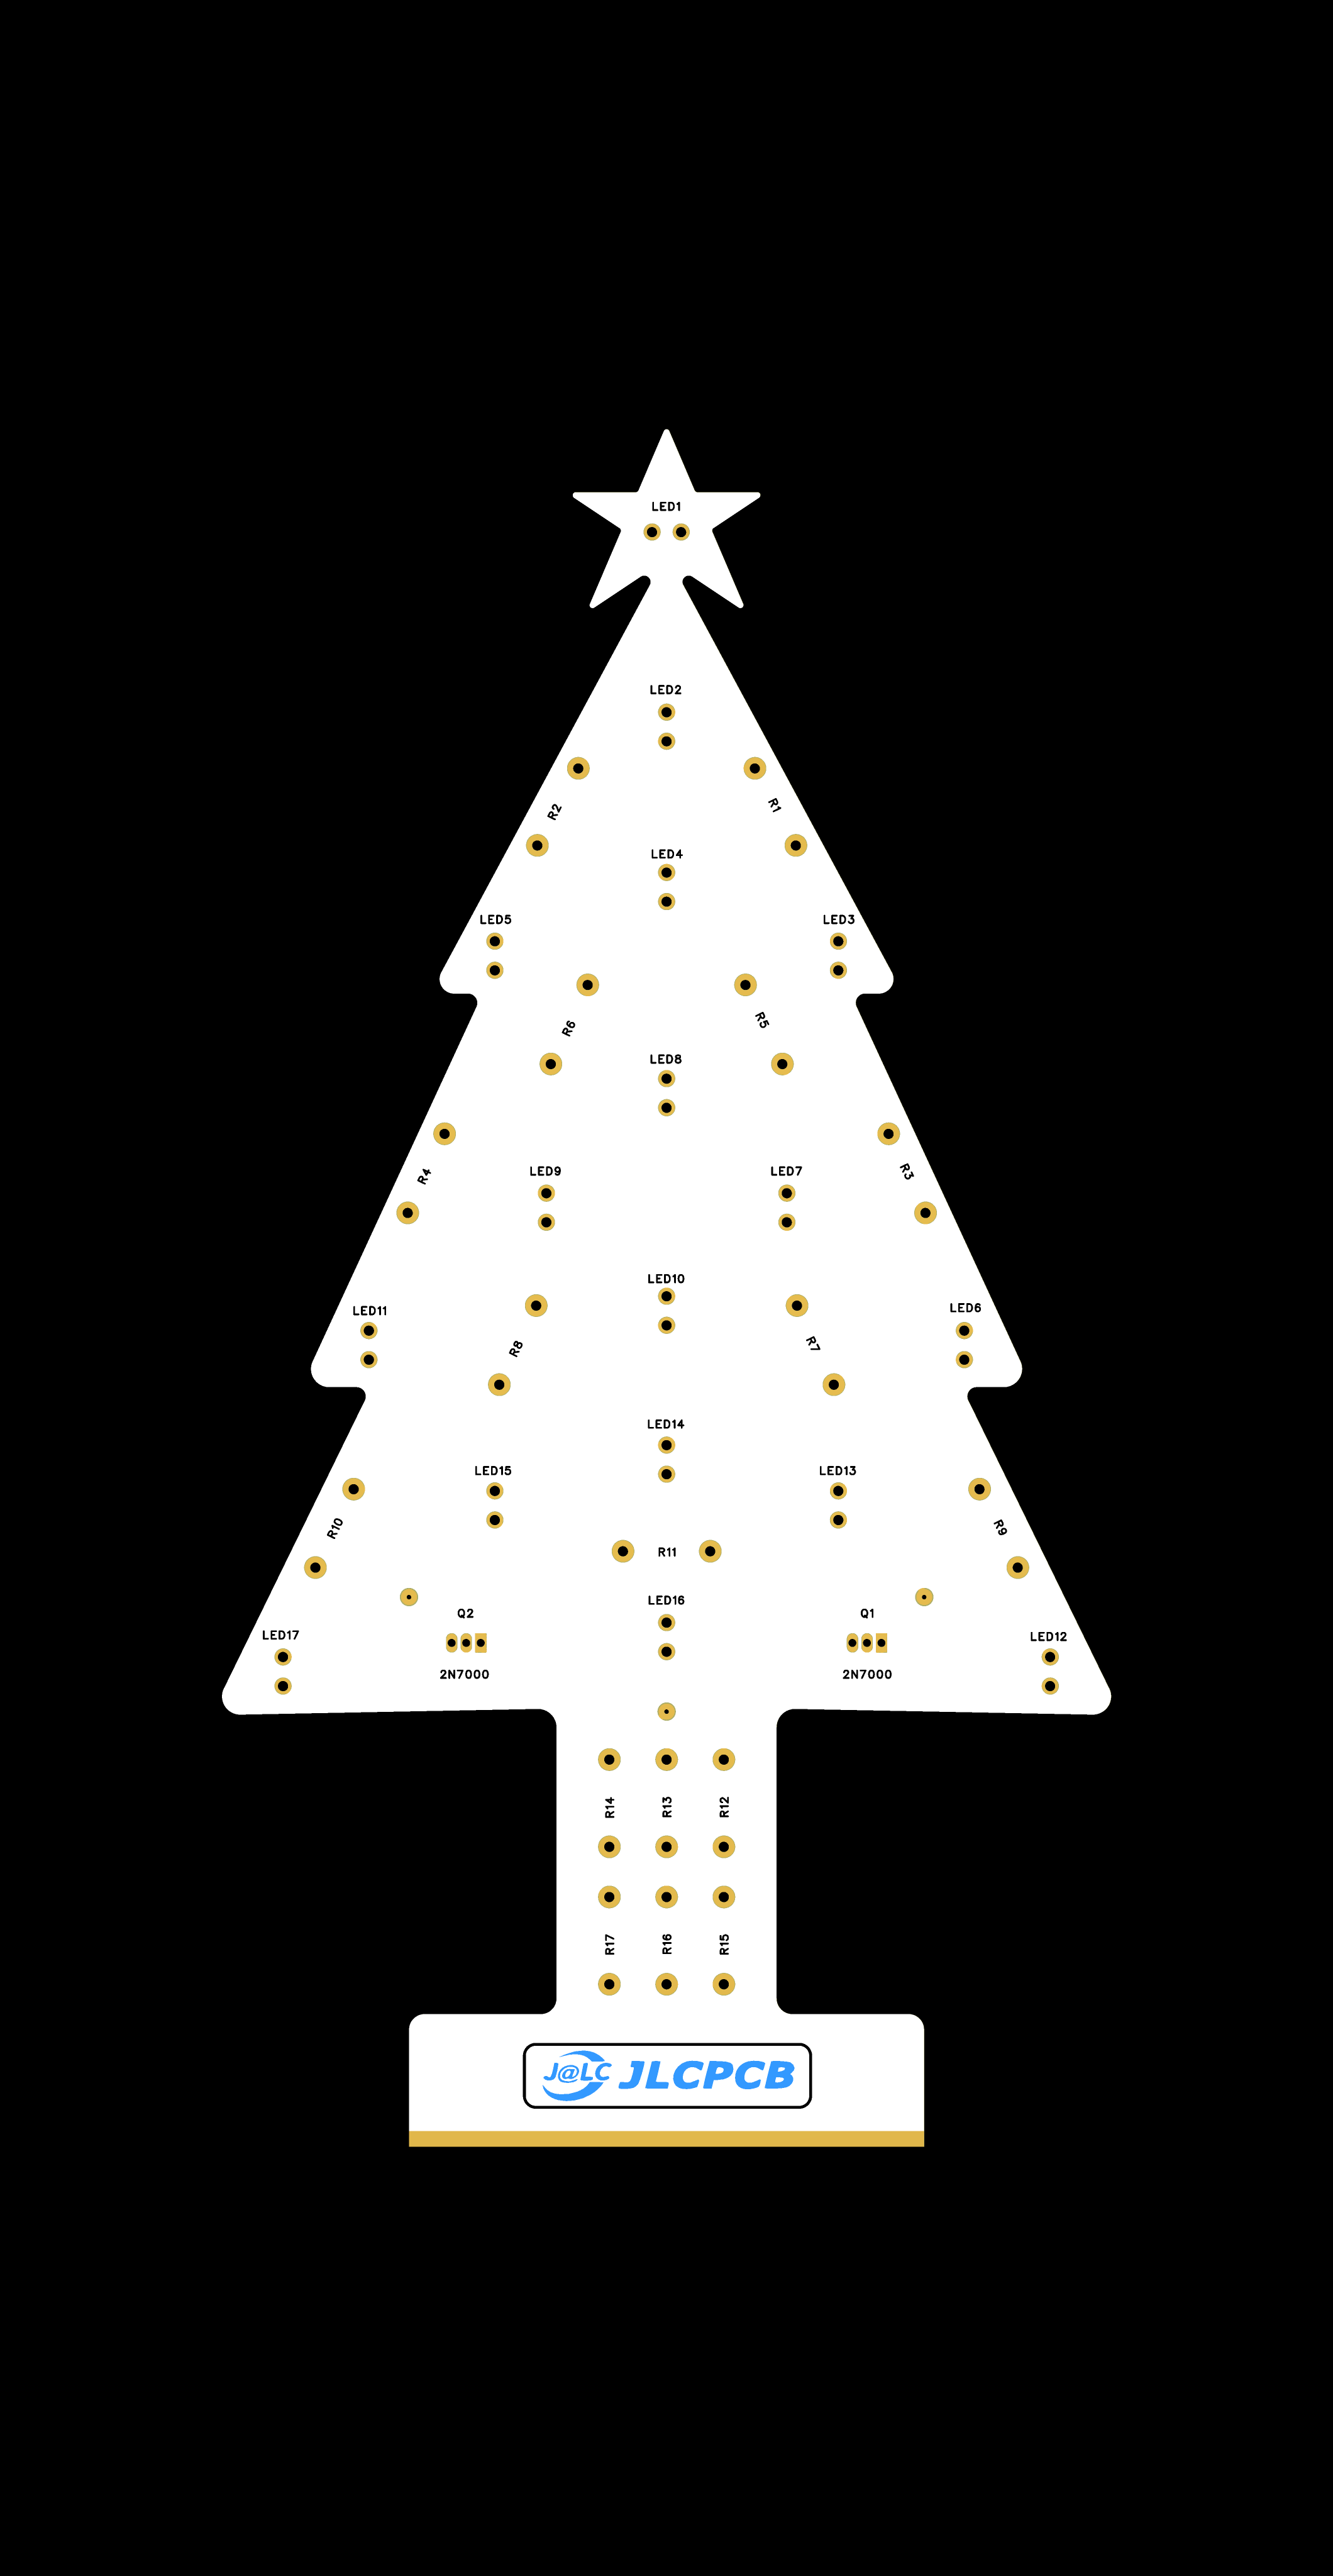 LED1
LED2
R2
R1
LED4
LED5
LED3
R6
R5
LED8
R4
LED9
LED7
R3
LED10
LED11
LED6
R8
R7
LED14
LED15
LED13
R10
R9
R11
LED16
Q2
Q1
LED17
LED12
2N7000
2N7000
R14
R13
R12
R17
R16
R15
J@LC JLCPCB